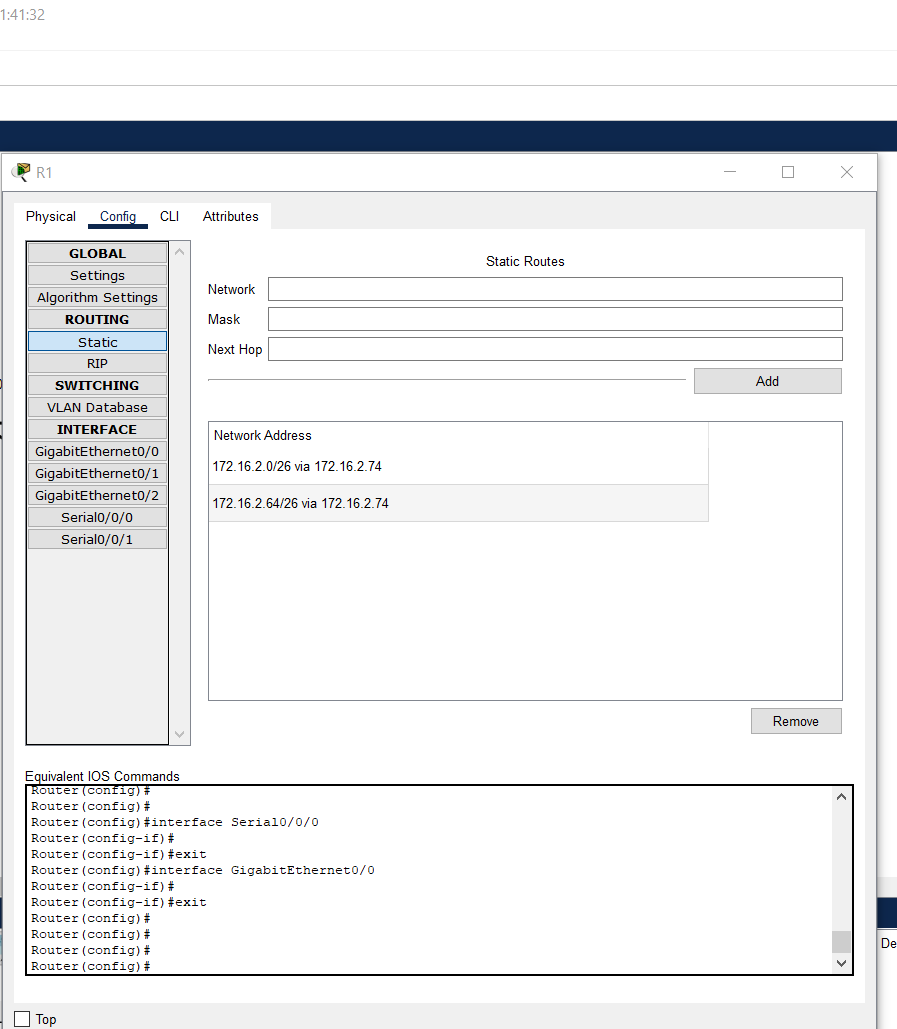 1:41:32
R1
Physical Config CLI Attributes
GLOBAL
Settings
Algorithm Settings
ROUTING
Static
RIP
SWITCHING
VLAN Database
INTERFACE
GigabitEthernet0/0
GigabitEthernet0/1
GigabitEthernet0/2
Serial0/0/0
Serial0/0/1
Static Routes
Network
Mask
Next Hop
Add
Network Address
172.16.2.0/26 via 172.16.2.74
172.16.2.64/26 via 172.16.2.74
Remove
Equivalent IOS Commands
Router(config)#
Router(config)#
Router(config)#interface Serial0/0/0
Router(config-if)#
Router(config-if)#exit
Router(config)#interface GigabitEthernet0/0
Router(config-if)#
Router(config-if)#exit
Router(config)#
Router(config)#
Router(config)#
Router(config)#
De
Top